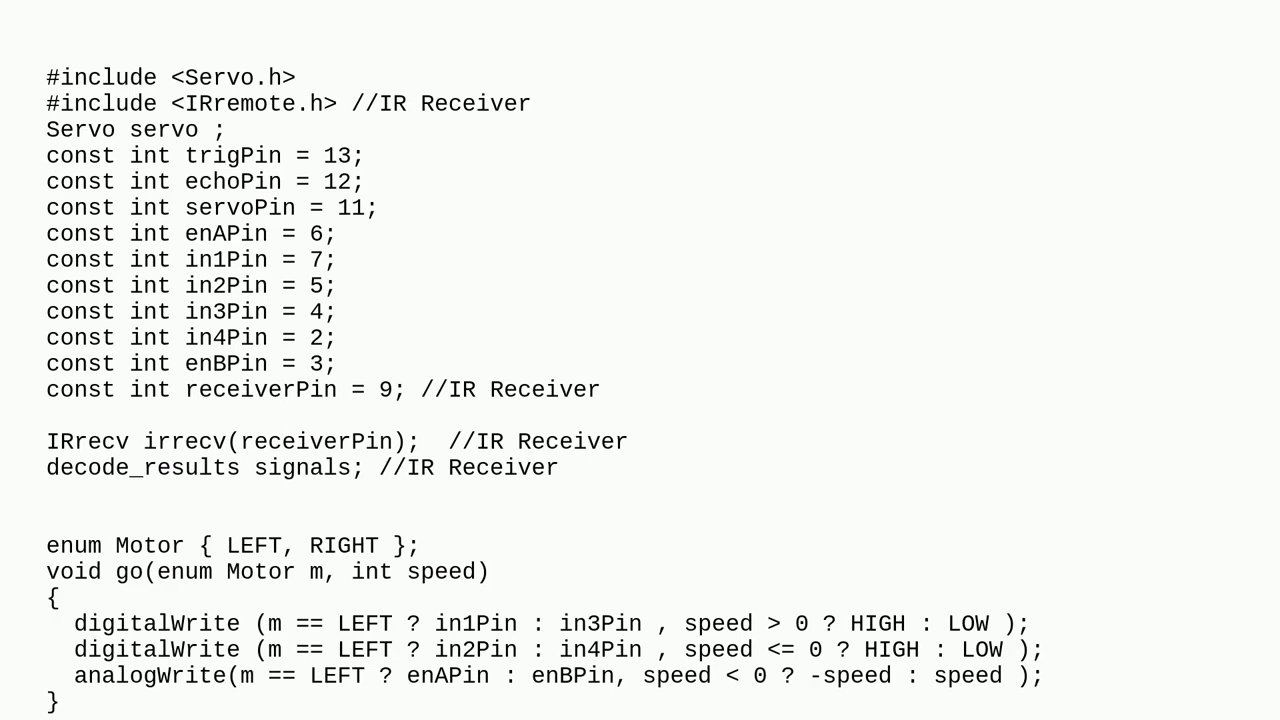 #include <Servo.h>
#include <IRremote.h> //IR Receiver
Servo servo ;
const int trigPin = 13;
const int echoPin = 12;
const int servoPin = 11;
const int enAPin = 6;
const int in1Pin = 7;
const int in2Pin = 5;
const int in3Pin = 4;
const int in4Pin = 2;
const int enBPin = 3;
const int receiverPin = 9; //IR Receiver

IRrecv irrecv(receiverPin);  //IR Receiver
decode_results signals; //IR Receiver


enum Motor { LEFT, RIGHT };
void go(enum Motor m, int speed)
{
  digitalWrite (m == LEFT ? in1Pin : in3Pin , speed > 0 ? HIGH : LOW );
  digitalWrite (m == LEFT ? in2Pin : in4Pin , speed <= 0 ? HIGH : LOW );
  analogWrite(m == LEFT ? enAPin : enBPin, speed < 0 ? -speed : speed );
}